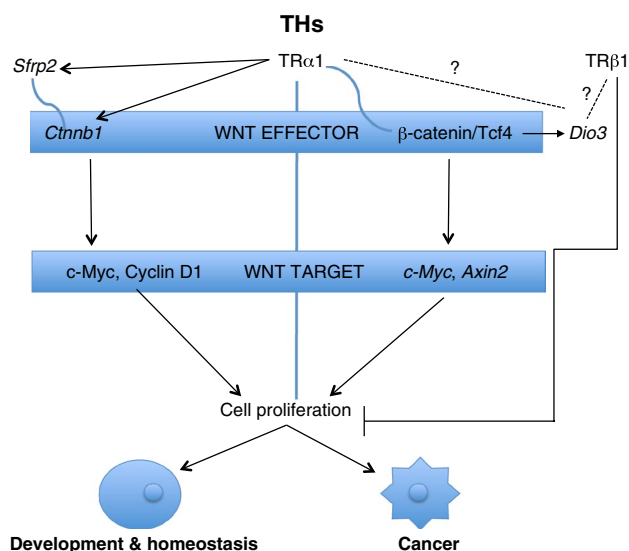 THs
Sfrp2 TRα1 ? TRβ1
?
Ctnnb1 WNT EFFECTOR β-catenin/Tcf4 Dio3
c-Myc, Cyclin D1 WNT TARGET c-Myc, Axin2
Cell proliferation
Development & homeostasis Cancer